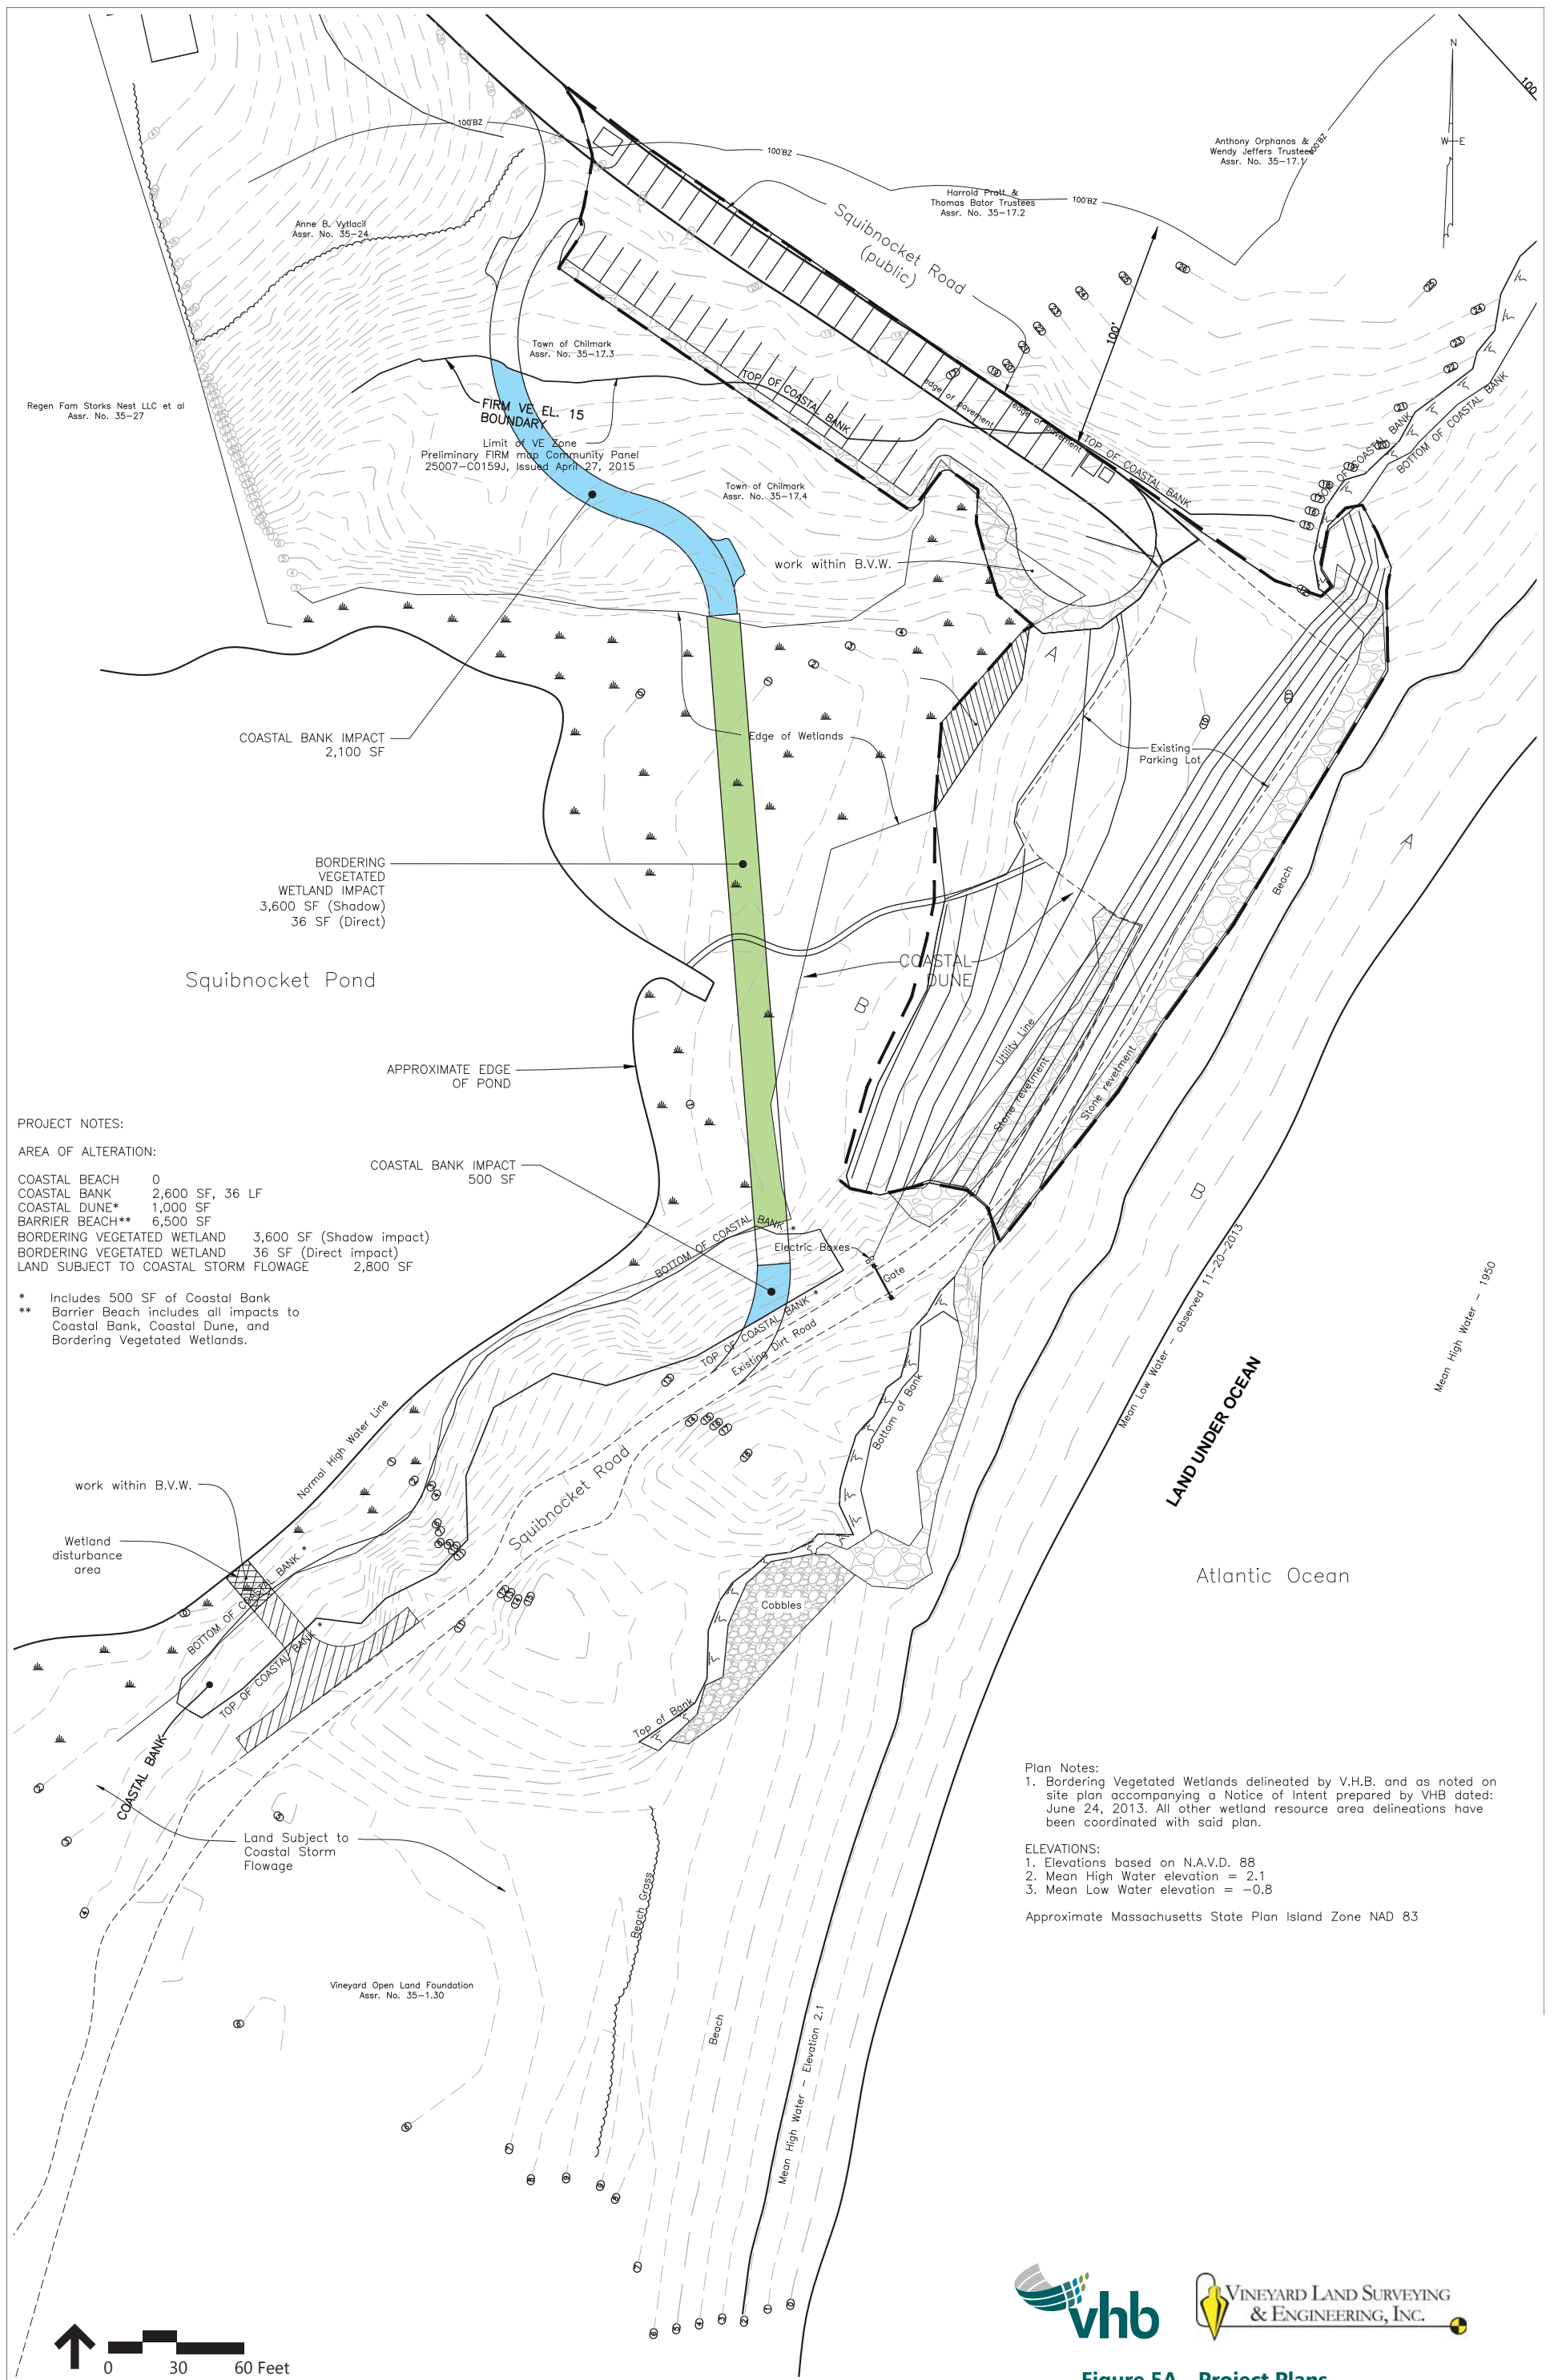 N
W
E
100
100'BZ
100'BZ
100'BZ
100'BZ
Anthony Orphanos &
Wendy Jeffers Trustees
Assr. No. 35-17.1
Harrold Pratt &
Thomas Bator Trustees
Assr. No. 35-17.2
Anne B. Vytlacil
Assr. No. 35-24
Squibnocket Road
(public)
100'
Town of Chilmark
Assr. No. 35-17.3
TOP OF COASTAL BANK
edge of pavement
edge of pavement
TOP OF COASTAL BANK
BOTTOM OF COASTAL BANK
Regen Fam Storks Nest LLC et al
Assr. No. 35-27
FIRM VE EL. 15
BOUNDARY
Limit of VE Zone
Preliminary FIRM map Community Panel
25007-C0159J, Issued April 27, 2015
Town of Chilmark
Assr. No. 35-17.4
work within B.V.W.
A
COASTAL BANK IMPACT
2,100 SF
Edge of Wetlands
Existing
Parking Lot
A
Beach
BORDERING
VEGETATED
WETLAND IMPACT
3,600 SF (Shadow)
36 SF (Direct)
Squibnocket Pond
COASTAL
DUNE
B
Utility Line
Stone revetment
Stone revetment
APPROXIMATE EDGE
OF POND
PROJECT NOTES:
AREA OF ALTERATION:
COASTAL BEACH 0
COASTAL BANK 2,600 SF, 36 LF
COASTAL DUNE* 1,000 SF
BARRIER BEACH** 6,500 SF
BORDERING VEGETATED WETLAND 3,600 SF (Shadow impact)
BORDERING VEGETATED WETLAND 36 SF (Direct impact)
LAND SUBJECT TO COASTAL STORM FLOWAGE 2,800 SF
* Includes 500 SF of Coastal Bank
** Barrier Beach includes all impacts to
Coastal Bank, Coastal Dune, and
Bordering Vegetated Wetlands.
COASTAL BANK IMPACT
500 SF
BOTTOM OF COASTAL BANK *
Electric Boxes
Gate
TOP OF COASTAL BANK *
Existing Dirt Road
B
Mean Low Water - observed 11-20-2013
Mean High Water - 1950
LAND UNDER OCEAN
Bottom of Bank
Normal High Water Line
Squibnocket Road
work within B.V.W.
Wetland
disturbance
area
BOTTOM OF COASTAL BANK *
TOP OF COASTAL BANK *
COASTAL BANK
Cobbles
Top of Bank
Atlantic Ocean
Land Subject to
Coastal Storm
Flowage
Beach Grass
Vineyard Open Land Foundation
Assr. No. 35-1.30
Beach
Mean High Water - Elevation 2.1
Plan Notes:
1. Bordering Vegetated Wetlands delineated by V.H.B. and as noted on
site plan accompanying a Notice of Intent prepared by VHB dated:
June 24, 2013. All other wetland resource area delineations have
been coordinated with said plan.
ELEVATIONS:
1. Elevations based on N.A.V.D. 88
2. Mean High Water elevation = 2.1
3. Mean Low Water elevation = -0.8
Approximate Massachusetts State Plan Island Zone NAD 83
0 30 60 Feet
vhb
VINEYARD LAND SURVEYING
& ENGINEERING, INC.
Figure 5A Project Plans